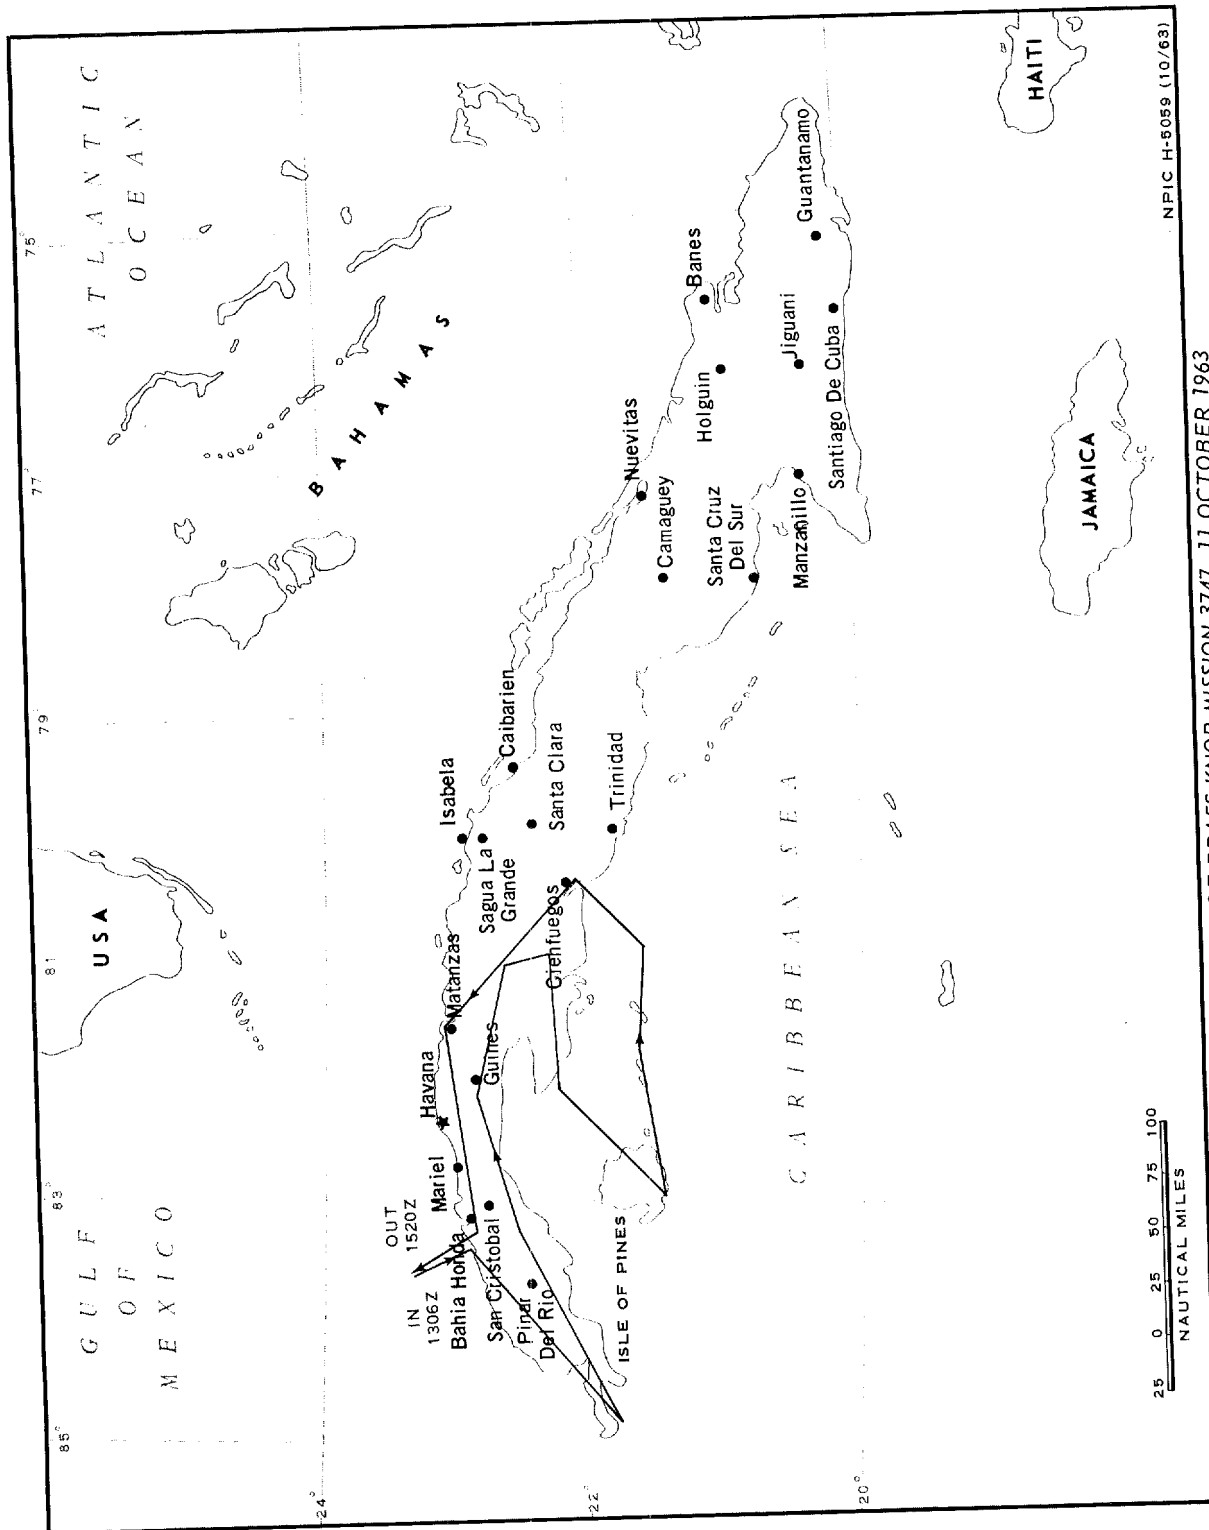 ATLANTIC
OCEAN
GULF
OF
MEXICO
USA
BAHAMAS
85°
83°
81
79°
77°
75°
24°
22°
20°
OUT
1520Z
IN
1306Z
Havana
Mariel
Bahia Honda
San Cristobal
Pinar
Del Rio
Guines
Matanzas
Isabela
Sagua La
Grande
Caibarien
Santa Clara
Cienfuegos
Trinidad
Nuevitas
Camaguey
Santa Cruz
Del Sur
Banes
Holguin
Jiguani
Manzanillo
Guantanamo
Santiago De Cuba
ISLE OF PINES
CARIBBEAN SEA
JAMAICA
HAITI
25 0 25 50 75 100
NAUTICAL MILES
NPIC H-5059 (10/63)
KNOB MISSION 3747, 11 OCTOBER 1963